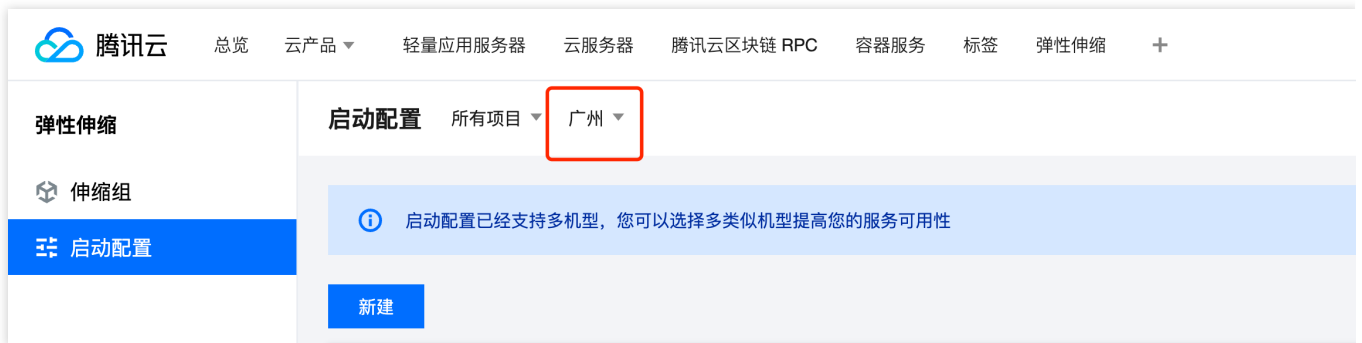 腾讯云 总览 云产品 轻量应用服务器 云服务器 腾讯云区块链 RPC 容器服务 标签 弹性伸缩 +
弹性伸缩
启动配置 所有项目 广州
伸缩组
启动配置已经支持多机型，您可以选择多类似机型提高您的服务可用性
启动配置
新建